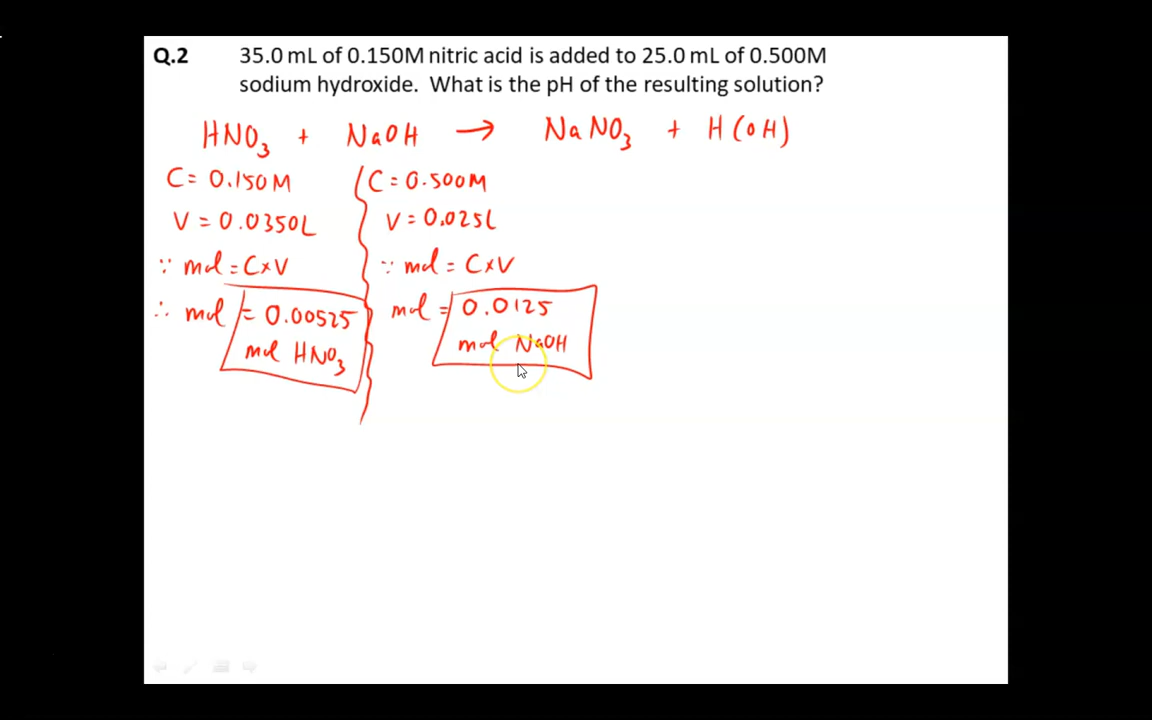 Q.2 35.0 mL of 0.150M nitric acid is added to 25.0 mL of 0.500M
sodium hydroxide. What is the pH of the resulting solution?
HNO₃ + NaOH → NaNO₃ + H(OH)
C = 0.150M
V = 0.0350L
∵ mol = C×V
∴ mol = 0.00525
mol HNO₃
C = 0.500M
V = 0.025L
∵ mol = C×V
mol = 0.0125
mol NaOH